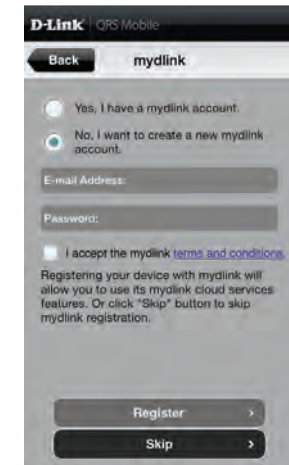 D-Link QRS Mobile
Back
mydlink
Yes, I have a mydlink account.
No, I want to create a new mydlink
account.
E-mail Address:
Password:
I accept the mydlink terms and conditions.
Registering your device with mydlink will
allow you to use its mydlink cloud services
features. Or click "Skip" button to skip
mydlink registration.
Register
Skip